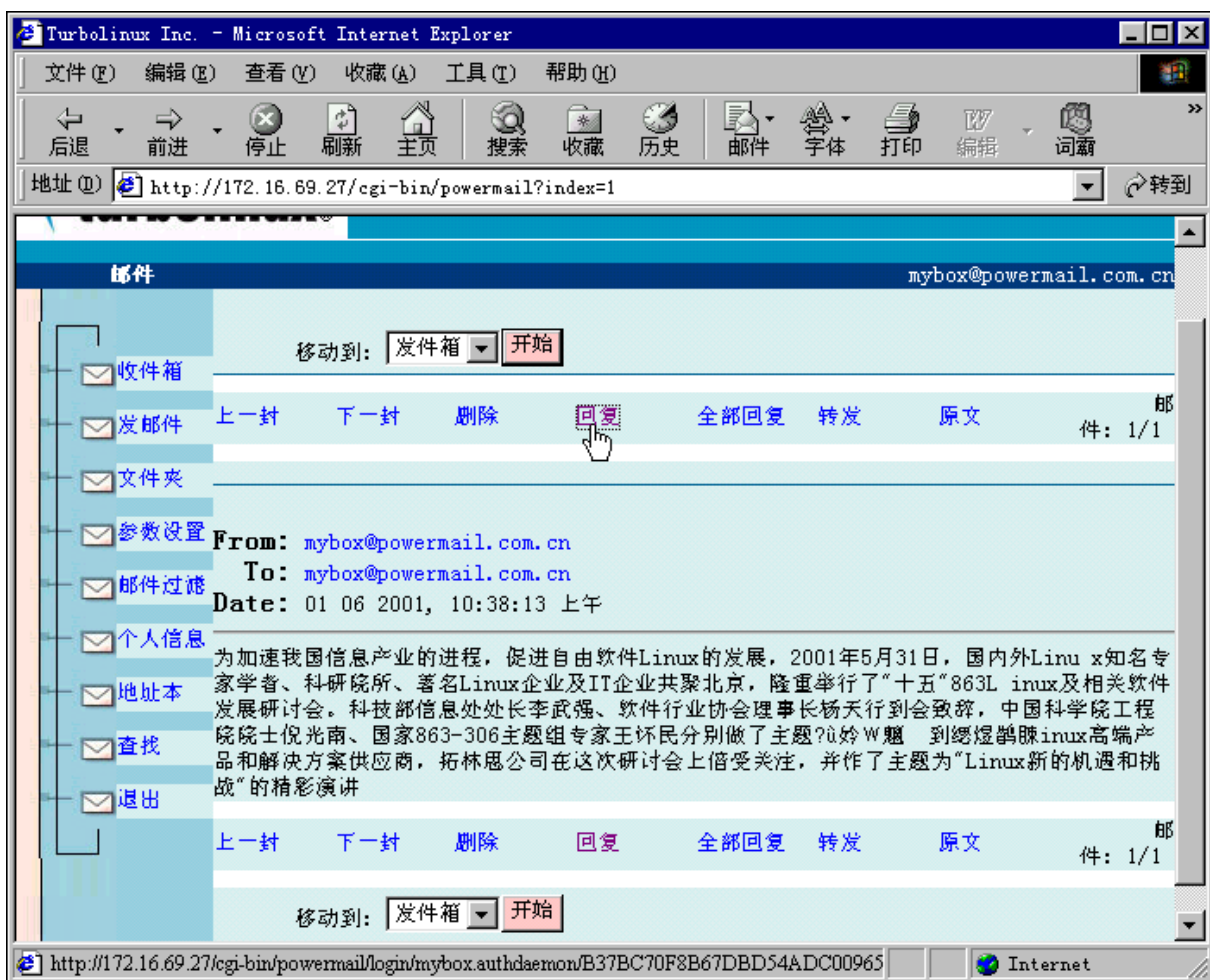 Turbolinux Inc. - Microsoft Internet Explorer
文件(F) 编辑(E) 查看(V) 收藏(A) 工具(T) 帮助(H)
后退 前进 停止 刷新 主页 搜索 收藏 历史 邮件 字体 打印 编辑 词霸 »
地址(D) http://172.16.69.27/cgi-bin/powermail?index=1 转到
邮件 mybox@powermail.com.cn
移动到: 发件箱 开始
收件箱
发邮件
文件夹
参数设置
邮件过滤
个人信息
地址本
查找
退出
上一封 下一封 删除 回复 全部回复 转发 原文 邮
件: 1/1
From: mybox@powermail.com.cn
To: mybox@powermail.com.cn
Date: 01 06 2001, 10:38:13 上午
为加速我国信息产业的进程，促进自由软件Linux的发展，2001年5月31日，国内外Linu x知名专
家学者、科研院所、著名Linux企业及IT企业共聚北京，隆重举行了“十五”863L inux及相关软件
发展研讨会。科技部信息处处长李武强、软件行业协会理事长杨天行到会致辞，中国科学院工程
院院士倪光南、国家863-306主题组专家王怀民分别做了主题?ù 到缌煜 inux高端产
品和解决方案供应商，拓林思公司在这次研讨会上倍受关注，并作了主题为“Linux新的机遇和挑
战“的精彩演讲
上一封 下一封 删除 回复 全部回复 转发 原文 邮
件: 1/1
移动到: 发件箱 开始
http://172.16.69.27/cgi-bin/powermail/login/mybox.authdaemon/B37BC70F8B67DBD54ADC00965 Internet